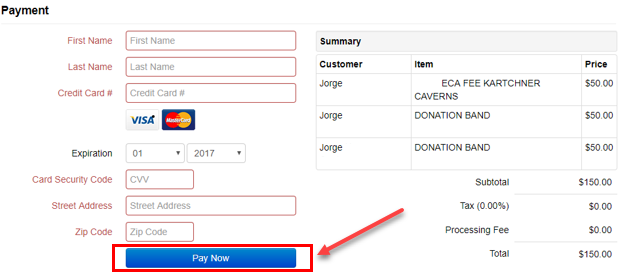 Payment
First Name First Name
Last Name Last Name
Credit Card # Credit Card #
VISA MasterCard
Expiration 01 2017
Card Security Code CVV
Street Address Street Address
Zip Code Zip Code
Pay Now
Summary
Customer Item Price
Jorge ECA FEE KARTCHNER $50.00
CAVERNS
Jorge DONATION BAND $50.00
Jorge DONATION BAND $50.00
Subtotal $150.00
Tax (0.00%) $0.00
Processing Fee $0.00
Total $150.00